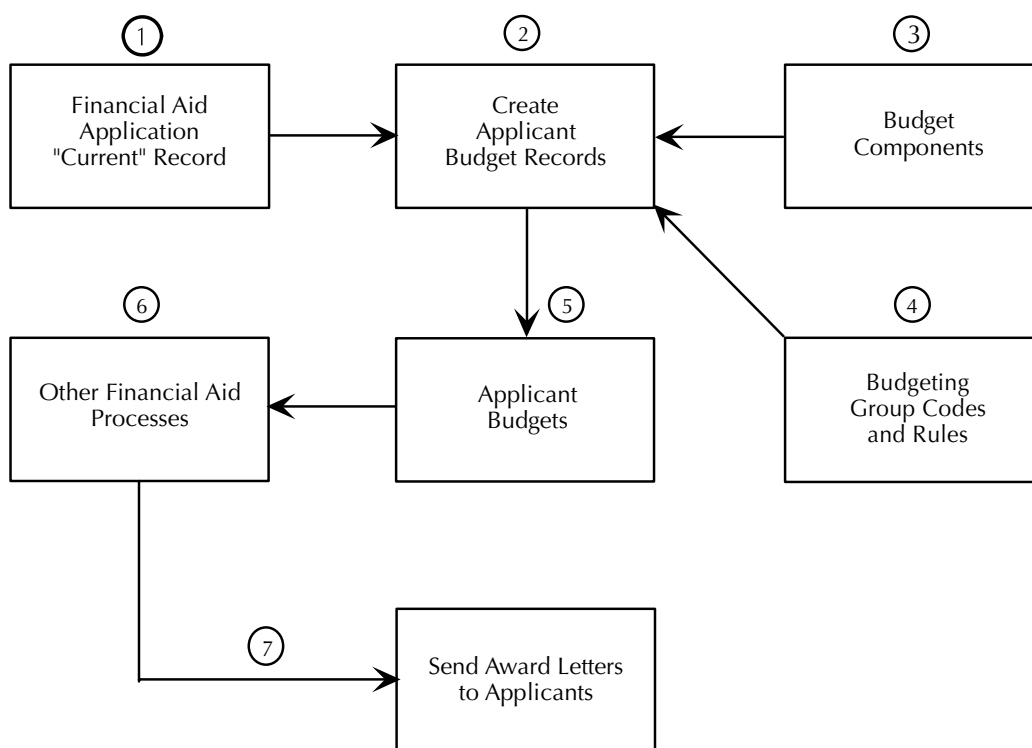 1
2
3
Financial Aid
Application
"Current" Record
Create
Applicant
Budget Records
Budget
Components
6
5
4
Other Financial Aid
Processes
Applicant
Budgets
Budgeting
Group Codes
and Rules
7
Send Award Letters
to Applicants